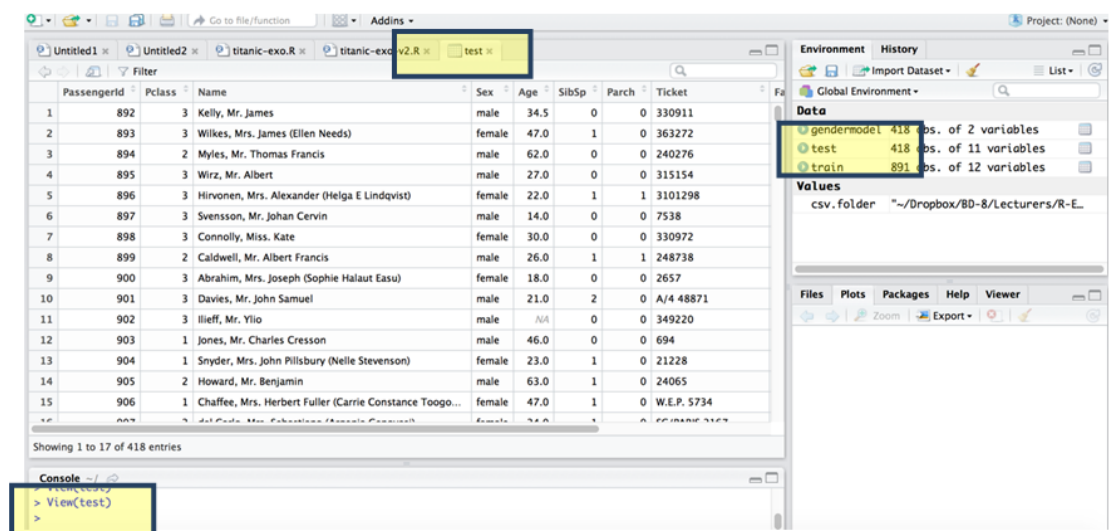 Go to file/function Addins Project: (None)
Untitled1 Untitled2 titanic-exo.R titanic-exo-v2.R test
Filter
PassengerId Pclass Name Sex Age SibSp Parch Ticket Fa
1 892 3 Kelly, Mr. James male 34.5 0 0 330911
2 893 3 Wilkes, Mrs. James (Ellen Needs) female 47.0 1 0 363272
3 894 2 Myles, Mr. Thomas Francis male 62.0 0 0 240276
4 895 3 Wirz, Mr. Albert male 27.0 0 0 315154
5 896 3 Hirvonen, Mrs. Alexander (Helga E Lindqvist) female 22.0 1 1 3101298
6 897 3 Svensson, Mr. Johan Cervin male 14.0 0 0 7538
7 898 3 Connolly, Miss. Kate female 30.0 0 0 330972
8 899 2 Caldwell, Mr. Albert Francis male 26.0 1 1 248738
9 900 3 Abrahim, Mrs. Joseph (Sophie Halaut Easu) female 18.0 0 0 2657
10 901 3 Davies, Mr. John Samuel male 21.0 2 0 A/4 48871
11 902 3 Ilieff, Mr. Ylio male NA 0 0 349220
12 903 1 Jones, Mr. Charles Cresson male 46.0 0 0 694
13 904 1 Snyder, Mrs. John Pillsbury (Nelle Stevenson) female 23.0 1 0 21228
14 905 2 Howard, Mr. Benjamin male 63.0 1 0 24065
15 906 1 Chaffee, Mrs. Herbert Fuller (Carrie Constance Toogo... female 47.0 1 0 W.E.P. 5734
Showing 1 to 17 of 418 entries
Console ~/
> View(test)
> View(test)
>
Environment History
Import Dataset List
Global Environment
Data
gendermodel 418 obs. of 2 variables
test 418 obs. of 11 variables
train 891 obs. of 12 variables
Values
csv.folder "~/Dropbox/BD-8/Lecturers/R-E…
Files Plots Packages Help Viewer
Zoom Export